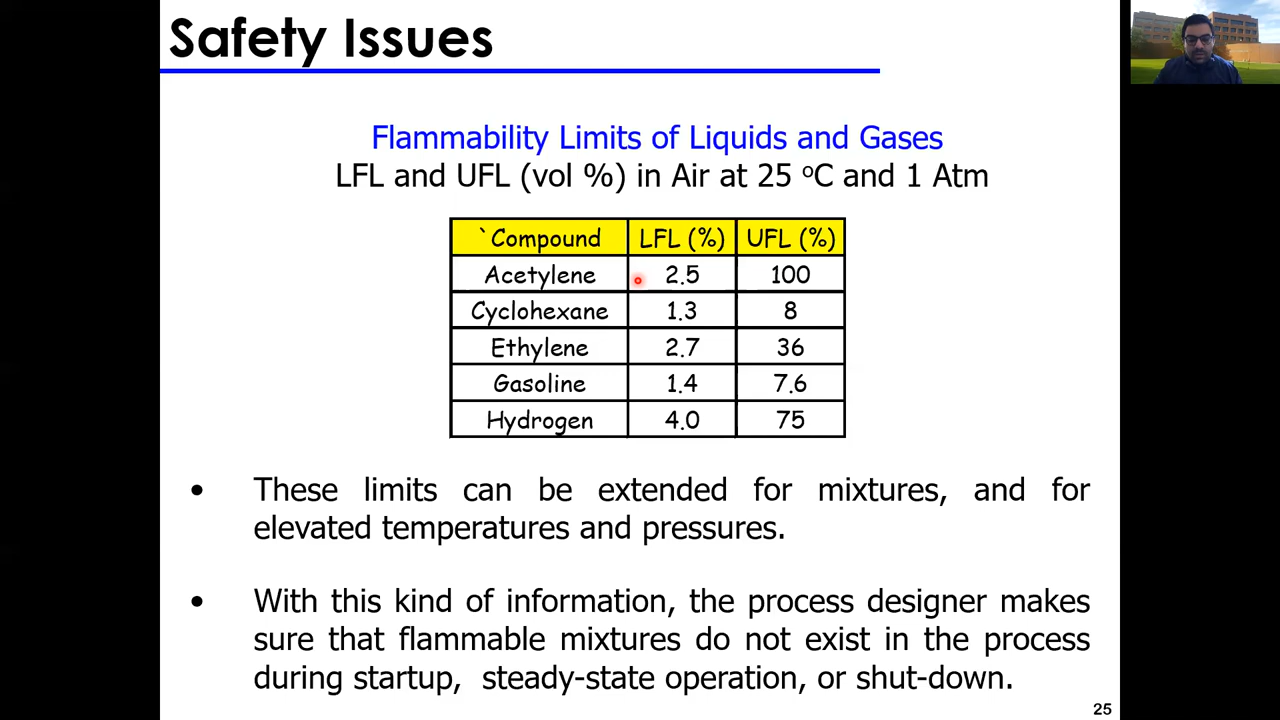 Safety Issues
Flammability Limits of Liquids and Gases
LFL and UFL (vol %) in Air at 25 ºC and 1 Atm
`Compound LFL (%) UFL (%)
Acetylene 2.5 100
Cyclohexane 1.3 8
Ethylene 2.7 36
Gasoline 1.4 7.6
Hydrogen 4.0 75
• These limits can be extended for mixtures, and for
elevated temperatures and pressures.
• With this kind of information, the process designer makes
sure that flammable mixtures do not exist in the process
during startup, steady-state operation, or shut-down.
25